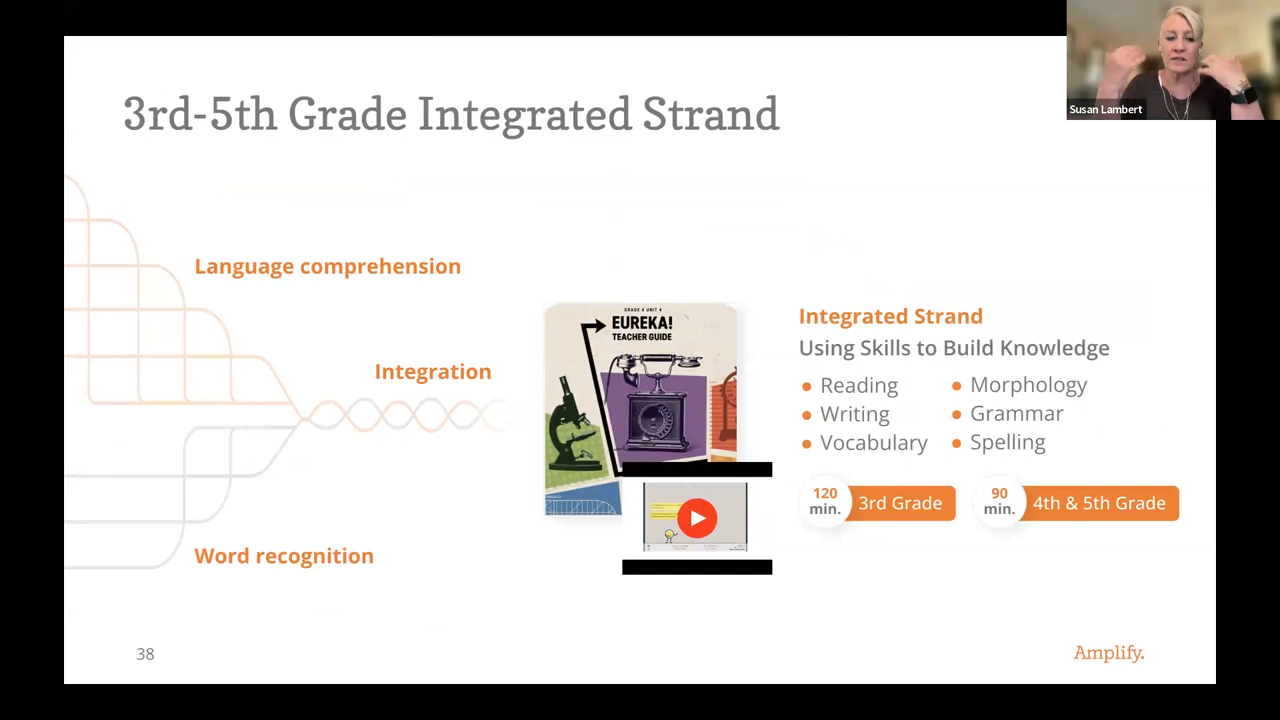 Susan Lambert
3rd-5th Grade Integrated Strand
Language comprehension
Integration
Word recognition
GRADE 4 UNIT 4
EUREKA!
TEACHER GUIDE
Integrated Strand
Using Skills to Build Knowledge
Reading
Writing
Vocabulary
Morphology
Grammar
Spelling
120
min.
3rd Grade
90
min.
4th & 5th Grade
38
Amplify.